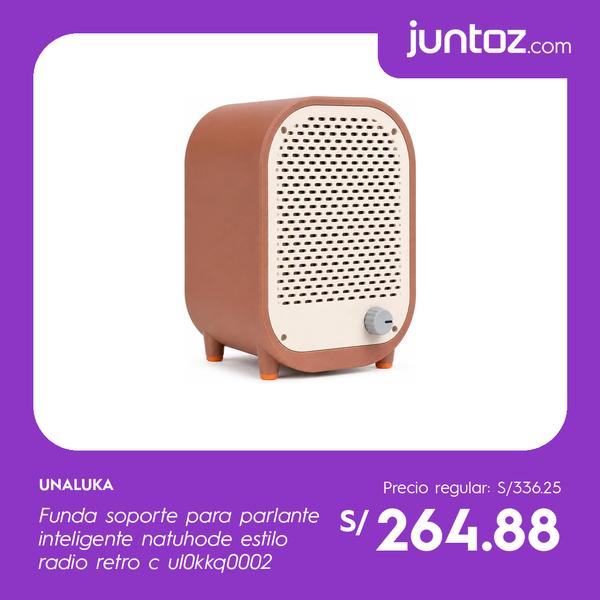 juntoz.com
UNALUKA
Funda soporte para parlante
inteligente natuhode estilo
radio retro c ul0kkq0002
Precio regular: S/336.25
S/264.88